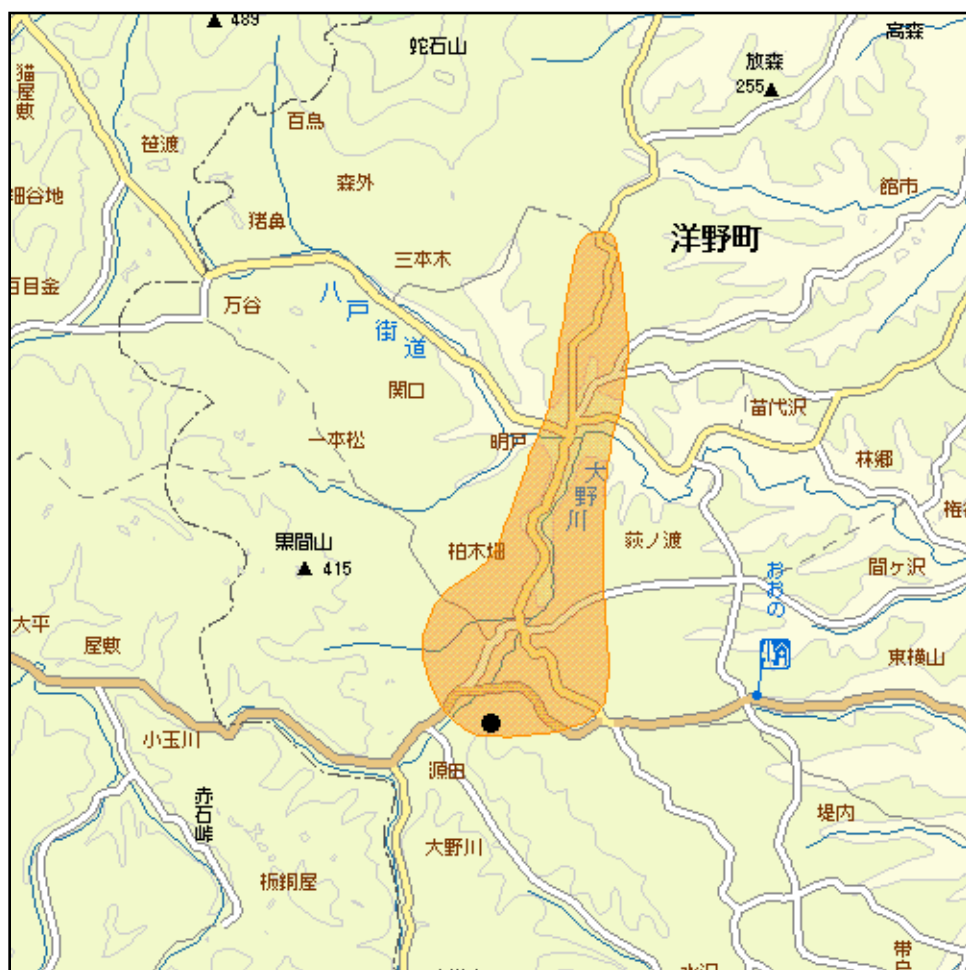 ▲ 489
蛇石山
高森
放森
255▲
猫屋敷
笹渡
百鳥
森外
館市
細谷地
猪鼻
洋野町
三本木
百目金
万谷
八戸街道
関口
苗代沢
一本松
明戸
林郷
大野川
黒間山
▲ 415
柏木畑
荻ノ渡
間ヶ沢
おおの
大平
屋敷
東横山
小玉川
源田
赤石峠
大野川
堤内
板銅屋
水沢